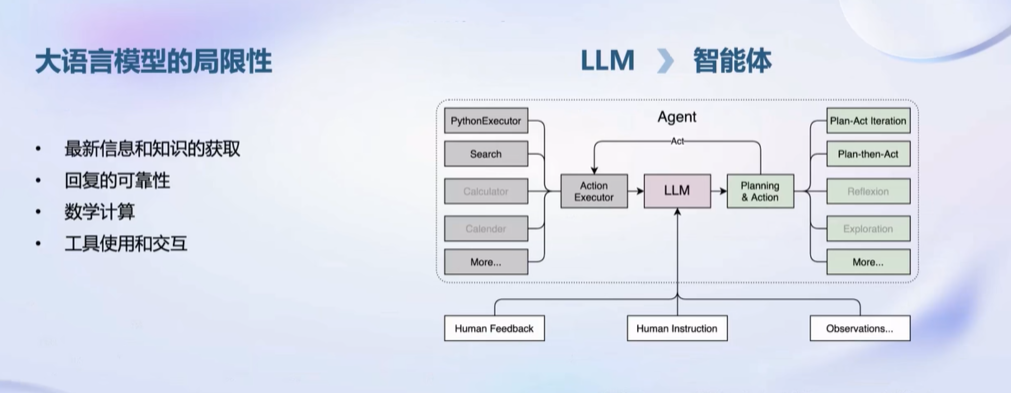 大语言模型的局限性
LLM 智能体
• 最新信息和知识的获取
• 回复的可靠性
• 数学计算
• 工具使用和交互
Agent
PythonExecutor
Search
Calculator
Calender
More...
Act
Action
Executor
LLM
Planning
& Action
Plan-Act Iteration
Plan-then-Act
Reflexion
Exploration
More...
Human Feedback
Human Instruction
Observations...